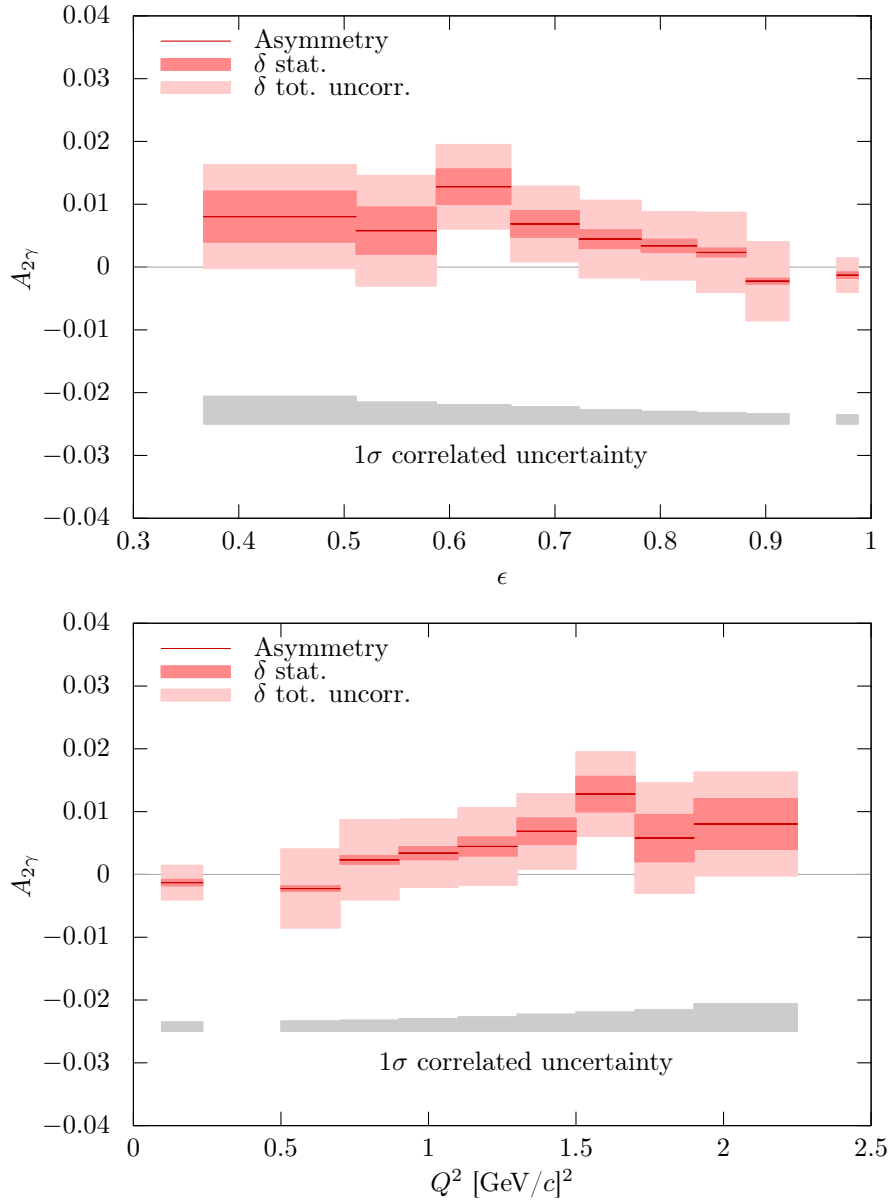 0.04
0.03
0.02
0.01
0
−0.01
−0.02
−0.03
−0.04
A2γ
Asymmetry
δ stat.
δ tot. uncorr.
1σ correlated uncertainty
0.3 0.4 0.5 0.6 0.7 0.8 0.9 1
ϵ
0.04
0.03
0.02
0.01
0
−0.01
−0.02
−0.03
−0.04
A2γ
Asymmetry
δ stat.
δ tot. uncorr.
1σ correlated uncertainty
0 0.5 1 1.5 2 2.5
Q² [GeV/c]²